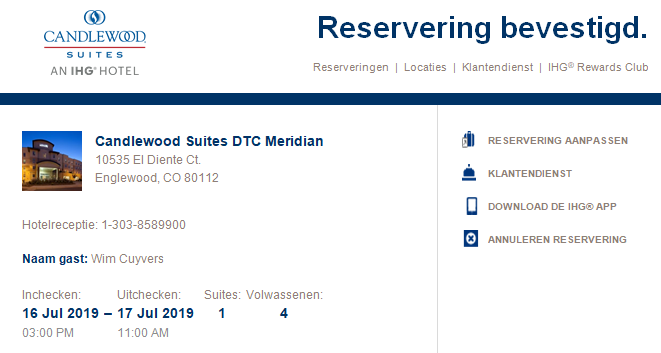 CANDLEWOOD
SUITES
AN IHG® HOTEL
Reservering bevestigd.
Reserveringen | Locaties | Klantendienst | IHG® Rewards Club
Candlewood Suites DTC Meridian
10535 El Diente Ct.
Englewood, CO 80112
Hotelreceptie: 1-303-8589900
Naam gast: Wim Cuyvers
Inchecken: Uitchecken: Suites: Volwassenen:
16 Jul 2019 – 17 Jul 2019 1 4
03:00 PM 11:00 AM
RESERVERING AANPASSEN
KLANTENDIENST
DOWNLOAD DE IHG® APP
ANNULEREN RESERVERING